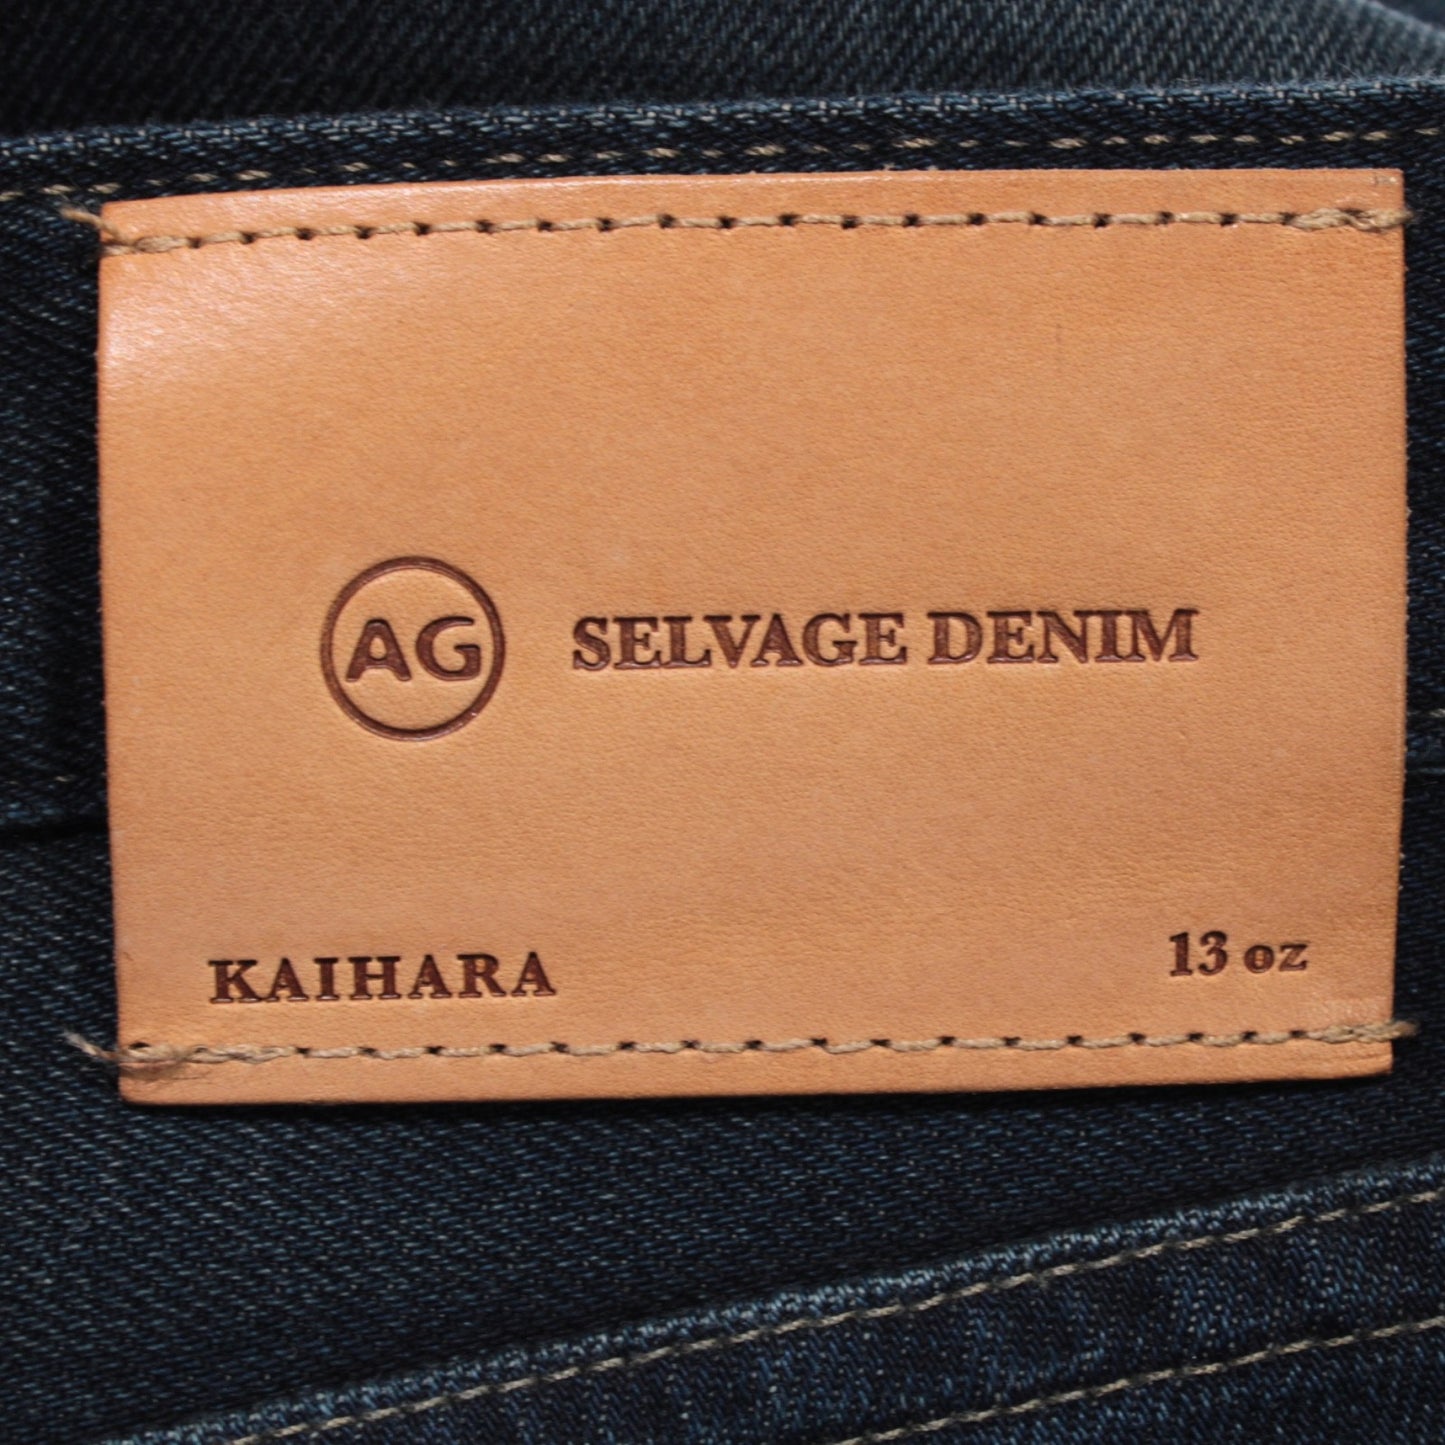 AG SELVAGE DENIM
KAIHARA
13 oz